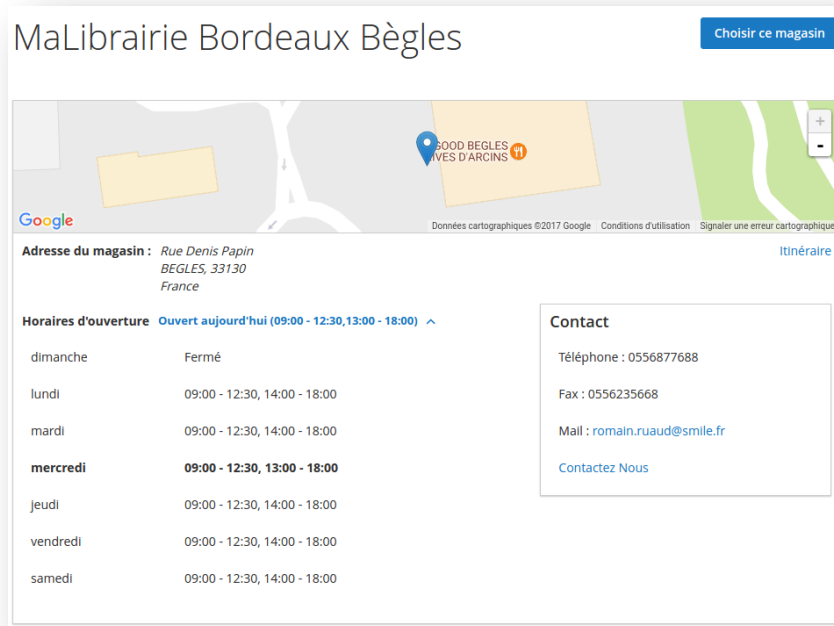 MaLibrairie Bordeaux Bègles
Choisir ce magasin
+
-
GOOD BEGLES
IVES D'ARCINS
Google
Données cartographiques ©2017 Google Conditions d'utilisation Signaler une erreur cartographique
Adresse du magasin : Rue Denis Papin
BEGLES, 33130
France
Itinéraire
Horaires d'ouverture Ouvert aujourd'hui (09:00 - 12:30,13:00 - 18:00)
dimanche Fermé
lundi 09:00 - 12:30, 14:00 - 18:00
mardi 09:00 - 12:30, 14:00 - 18:00
mercredi 09:00 - 12:30, 13:00 - 18:00
jeudi 09:00 - 12:30, 14:00 - 18:00
vendredi 09:00 - 12:30, 14:00 - 18:00
samedi 09:00 - 12:30, 14:00 - 18:00
Contact
Téléphone : 0556877688
Fax : 0556235668
Mail : romain.ruaud@smile.fr
Contactez Nous